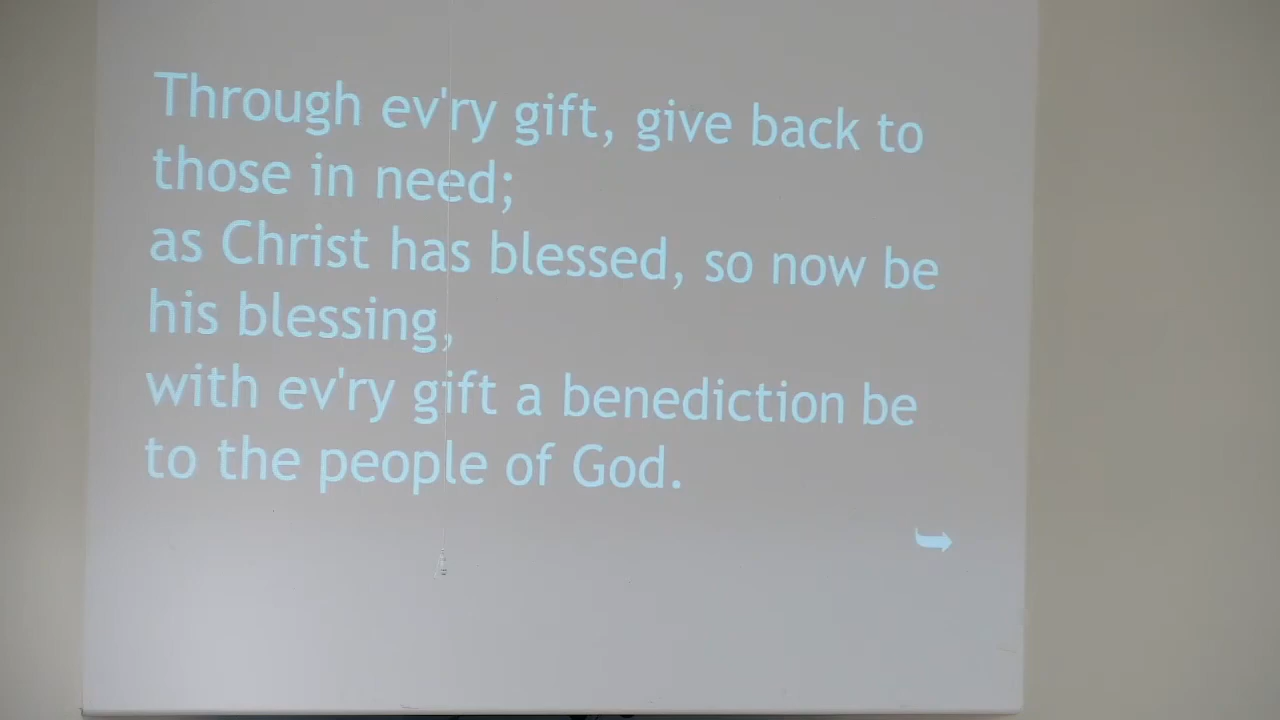 Through ev'ry gift, give back to
those in need;
as Christ has blessed, so now be
his blessing,
with ev'ry gift a benediction be
to the people of God.